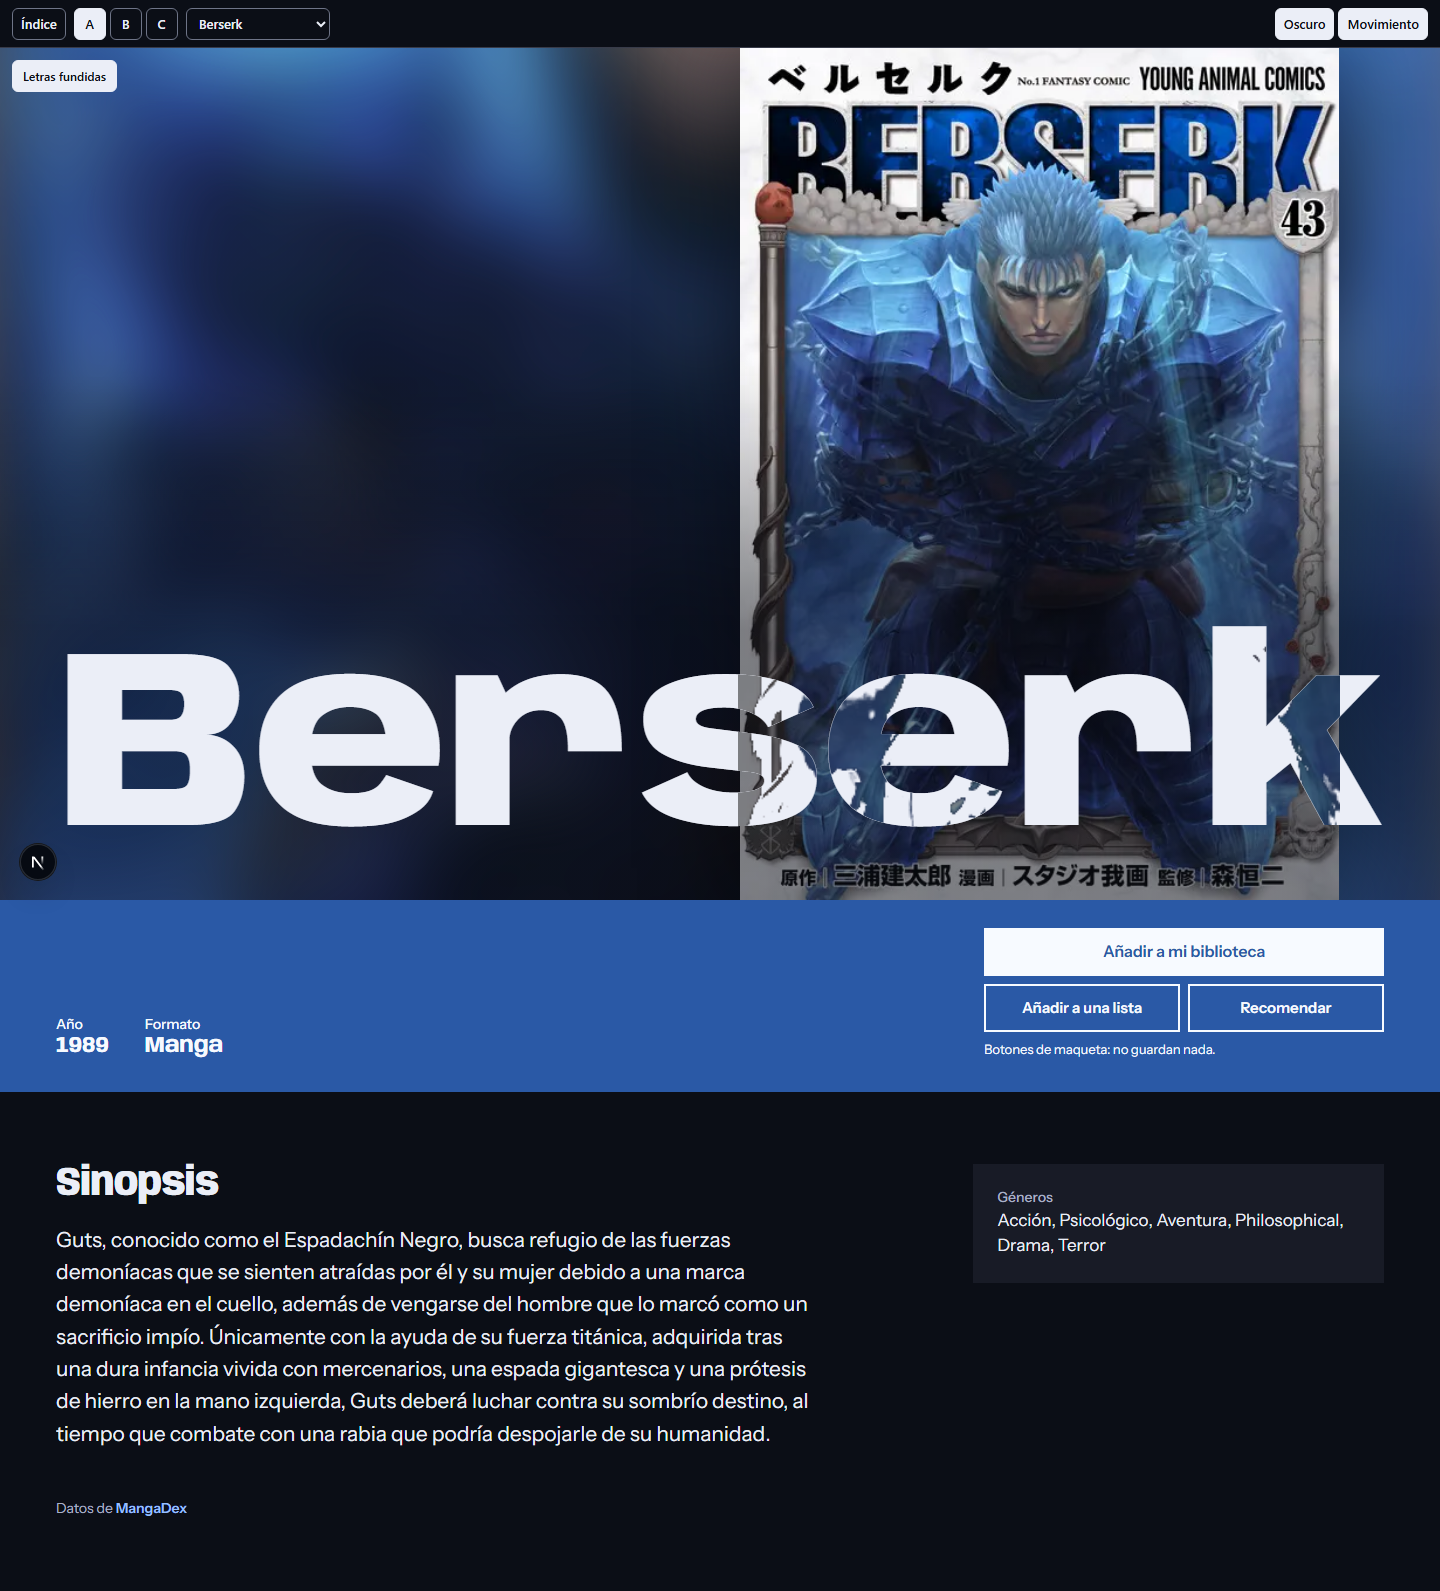 Índice A B C Berserk Oscuro Movimiento
Letras fundidas
ベルセルク No.1 FANTASY COMIC YOUNG ANIMAL COMICS
BERSERK
43
Berserk
N
原作｜三浦建太郎 漫画｜スタジオ我画 監修｜森恒二
Añadir a mi biblioteca
Añadir a una lista Recomendar
Botones de maqueta: no guardan nada.
Año Formato
1989 Manga
Sinopsis
Guts, conocido como el Espadachín Negro, busca refugio de las fuerzas
demoníacas que se sienten atraídas por él y su mujer debido a una marca
demoníaca en el cuello, además de vengarse del hombre que lo marcó como un
sacrificio impío. Únicamente con la ayuda de su fuerza titánica, adquirida tras
una dura infancia vivida con mercenarios, una espada gigantesca y una prótesis
de hierro en la mano izquierda, Guts deberá luchar contra su sombrío destino, al
tiempo que combate con una rabia que podría despojarle de su humanidad.
Géneros
Acción, Psicológico, Aventura, Philosophical,
Drama, Terror
Datos de MangaDex